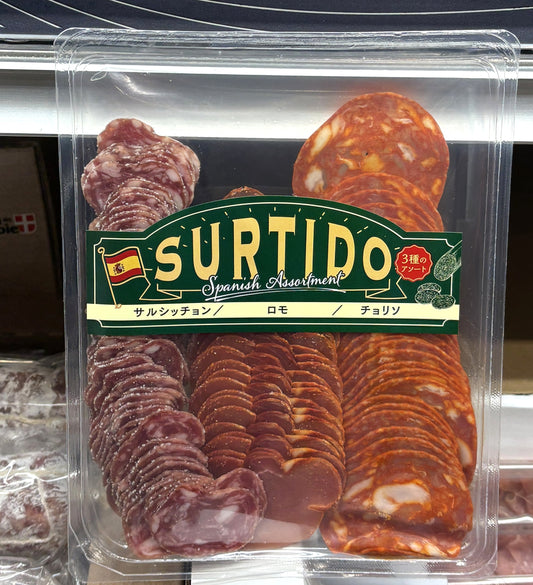 SURTIDO
Spanish Assortment
3種の
アソート
サルシッチョン／ ロモ ／ チョリソ